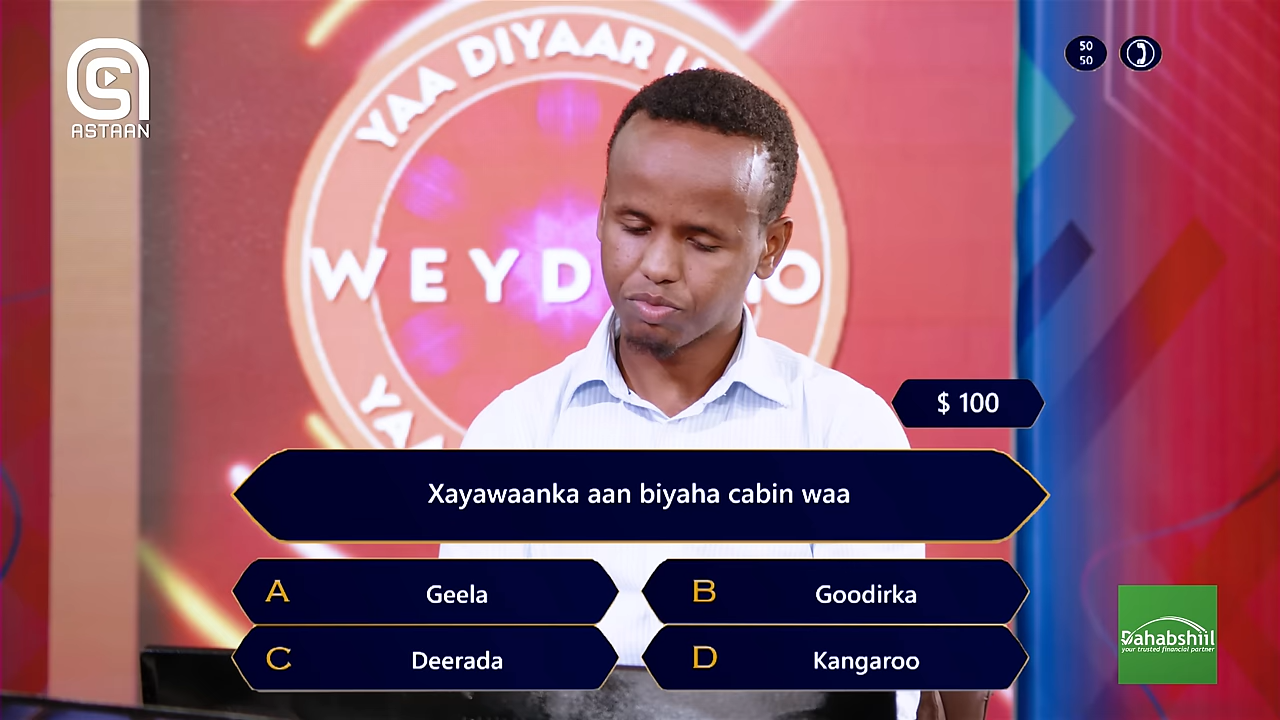 ASTAAN
YAA DIYAAR U
WEYD
O
YAA
50
50
$ 100
Xayawaanka aan biyaha cabin waa
A Geela
B Goodirka
C Deerada
D Kangaroo
Dahabshiil
your trusted financial partner